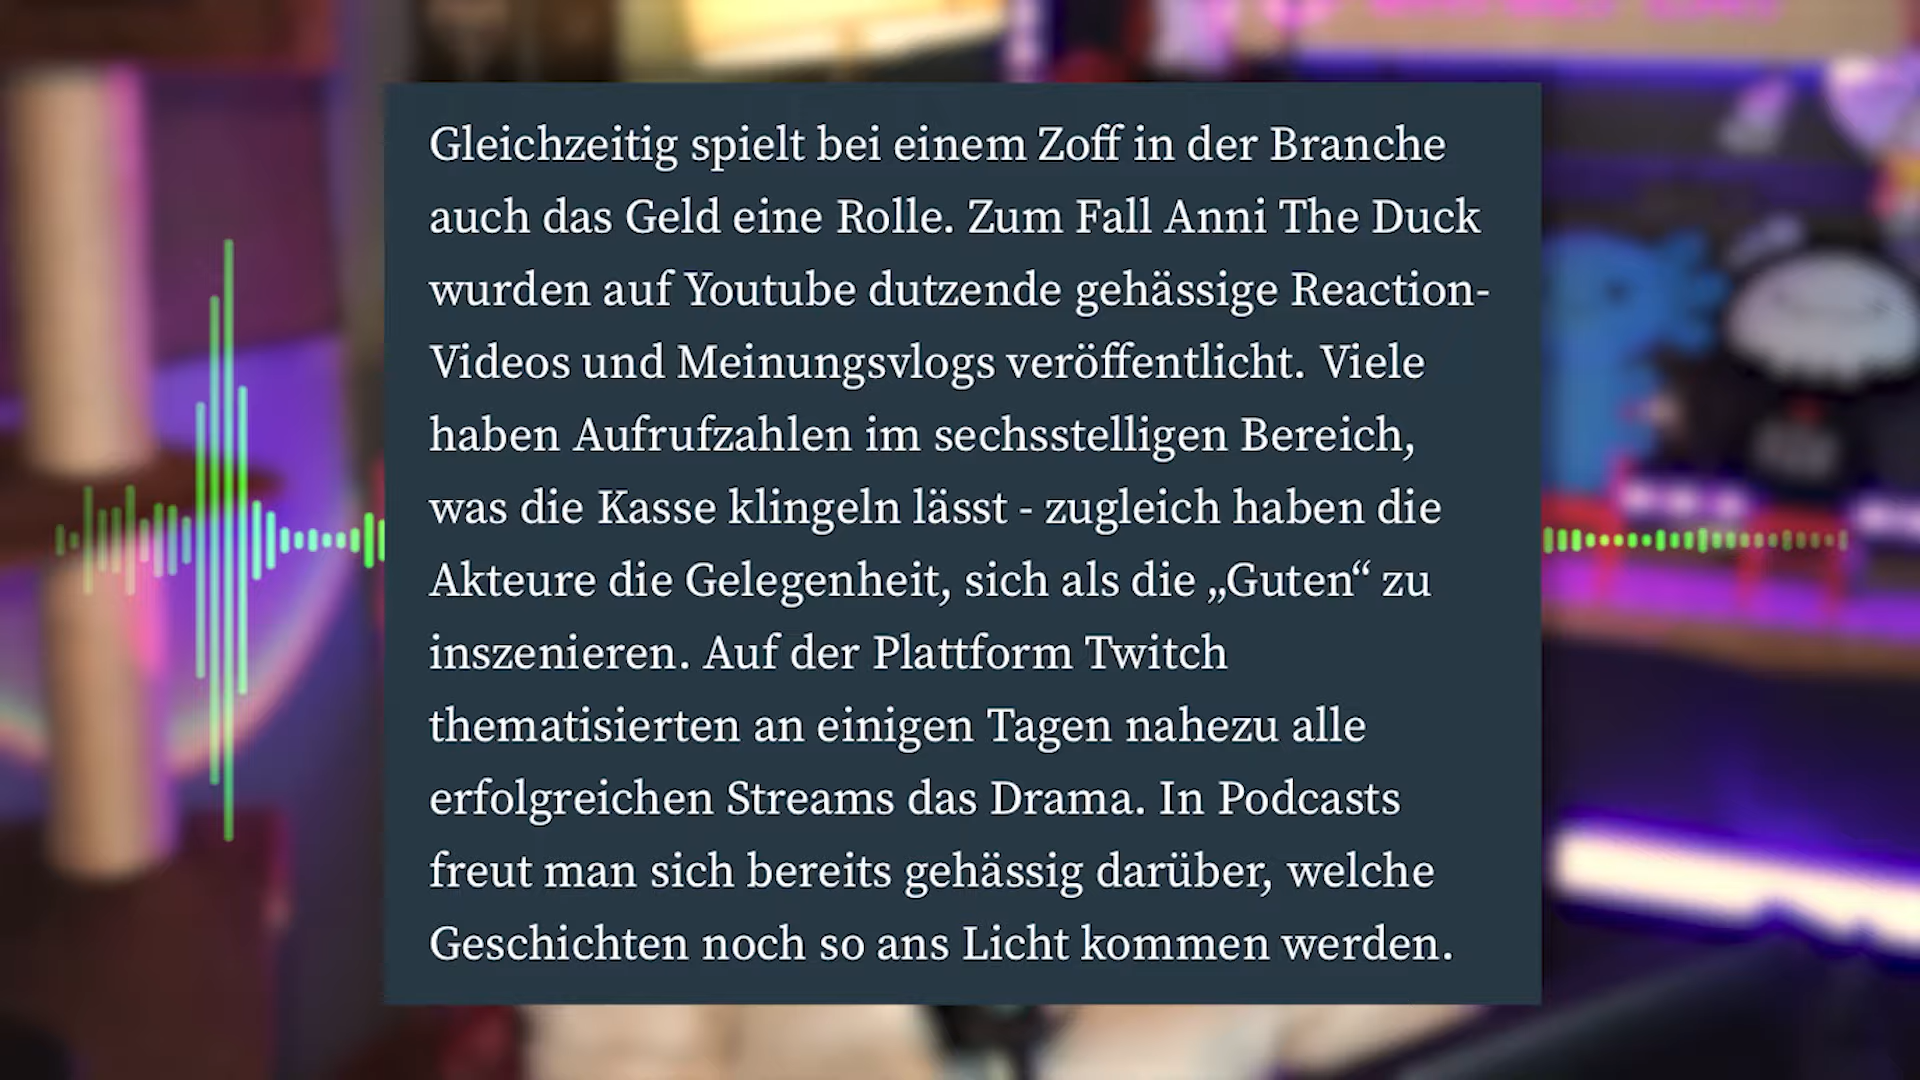 Gleichzeitig spielt bei einem Zoff in der Branche
auch das Geld eine Rolle. Zum Fall Anni The Duck
wurden auf Youtube dutzende gehässige Reaction-
Videos und Meinungsvlogs veröffentlicht. Viele
haben Aufrufzahlen im sechsstelligen Bereich,
was die Kasse klingeln lässt - zugleich haben die
Akteure die Gelegenheit, sich als die „Guten“ zu
inszenieren. Auf der Plattform Twitch
thematisierten an einigen Tagen nahezu alle
erfolgreichen Streams das Drama. In Podcasts
freut man sich bereits gehässig darüber, welche
Geschichten noch so ans Licht kommen werden.